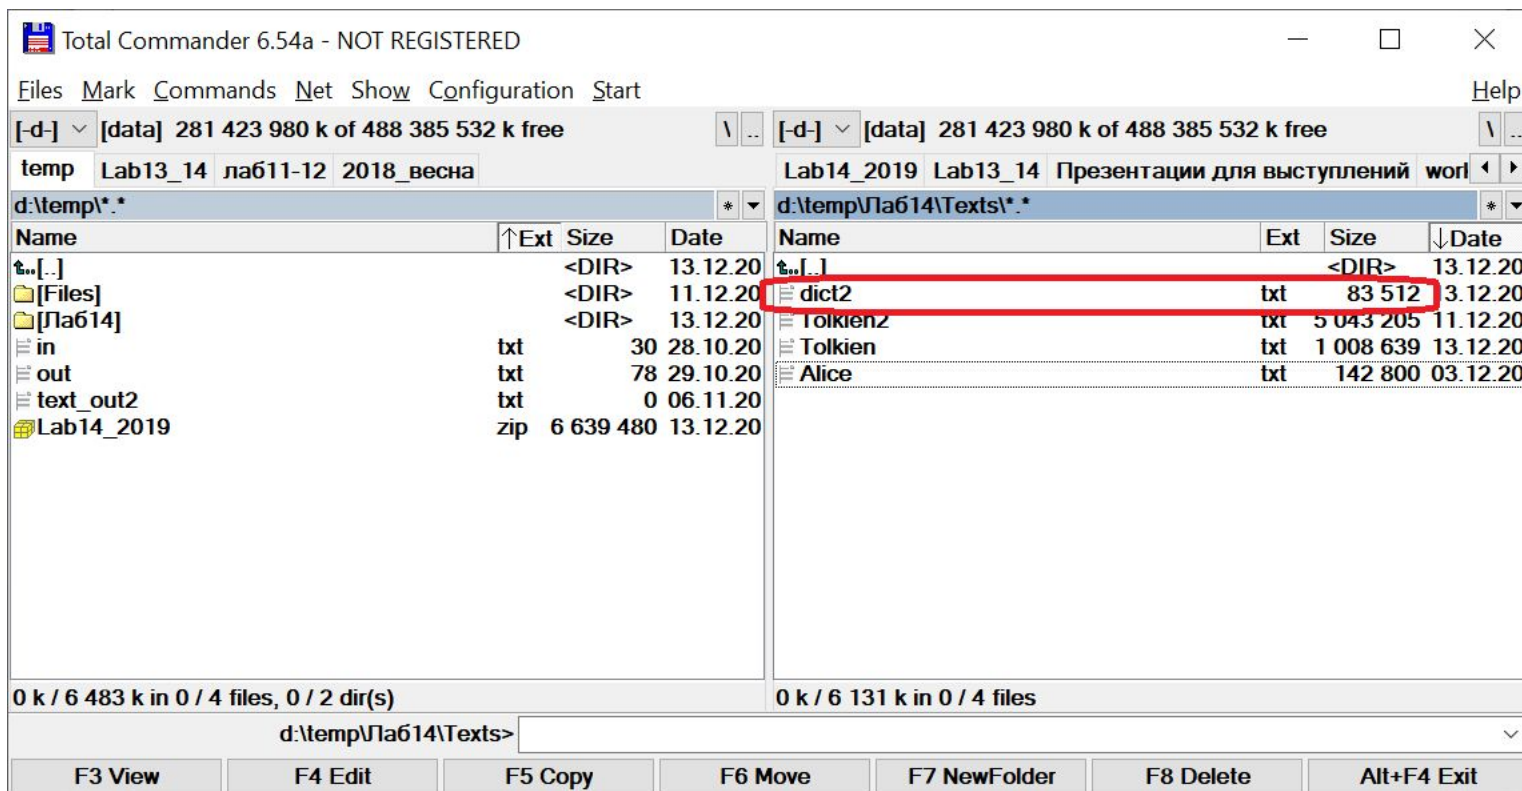 Total Commander 6.54a - NOT REGISTERED
Files Mark Commands Net Show Configuration Start Help
[-d-] [data] 281 423 980 k of 488 385 532 k free \ .. [-d-] [data] 281 423 980 k of 488 385 532 k free \ ..
temp Lab13_14 лаб11-12 2018_весна Lab14_2019 Lab13_14 Презентации для выступлений work
d:\temp\*.* * d:\temp\Лаб14\Texts\*.* *
Name ↑Ext Size Date Name Ext Size ↓Date
[..] <DIR> 13.12.20 [..] <DIR> 13.12.20
[Files] <DIR> 11.12.20 dict2 txt 83 512 13.12.20
[Лаб14] <DIR> 13.12.20 Tolkien2 txt 5 043 205 11.12.20
in txt 30 28.10.20 Tolkien txt 1 008 639 13.12.20
out txt 78 29.10.20 Alice txt 142 800 03.12.20
text_out2 txt 0 06.11.20
Lab14_2019 zip 6 639 480 13.12.20
0 k / 6 483 k in 0 / 4 files, 0 / 2 dir(s) 0 k / 6 131 k in 0 / 4 files
d:\temp\Лаб14\Texts>
F3 View F4 Edit F5 Copy F6 Move F7 NewFolder F8 Delete Alt+F4 Exit